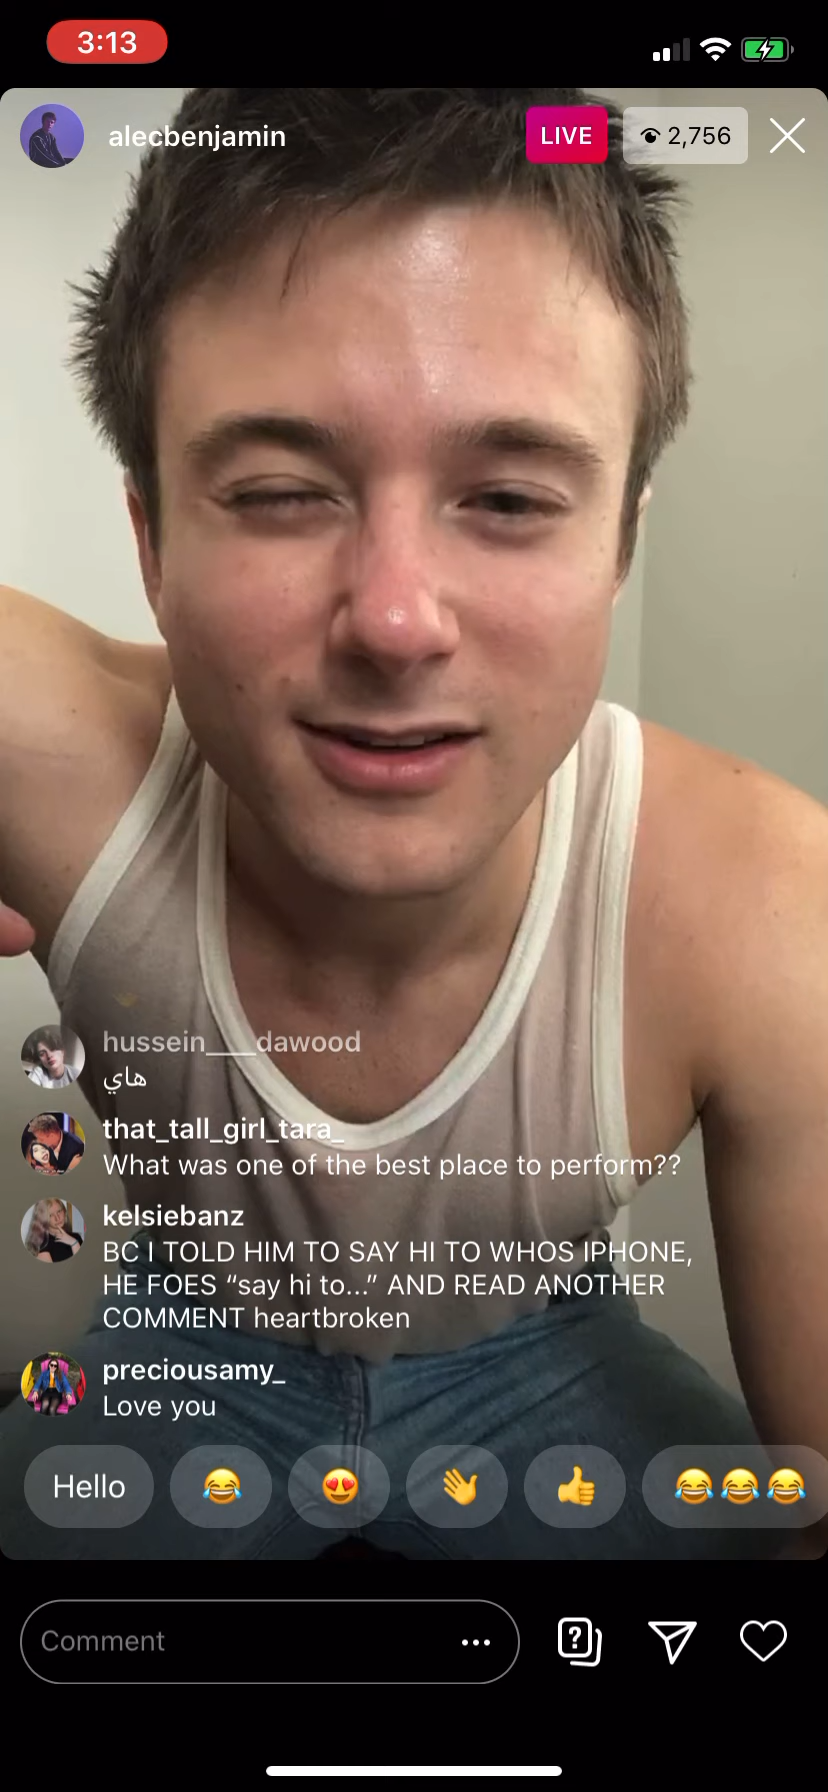 3:13
alecbenjamin
LIVE
2,756
hussein___dawood
هاي
that_tall_girl_tara_
What was one of the best place to perform??
kelsiebanz
BC I TOLD HIM TO SAY HI TO WHOS IPHONE,
HE FOES “say hi to...” AND READ ANOTHER
COMMENT heartbroken
preciousamy_
Love you
Hello
Comment